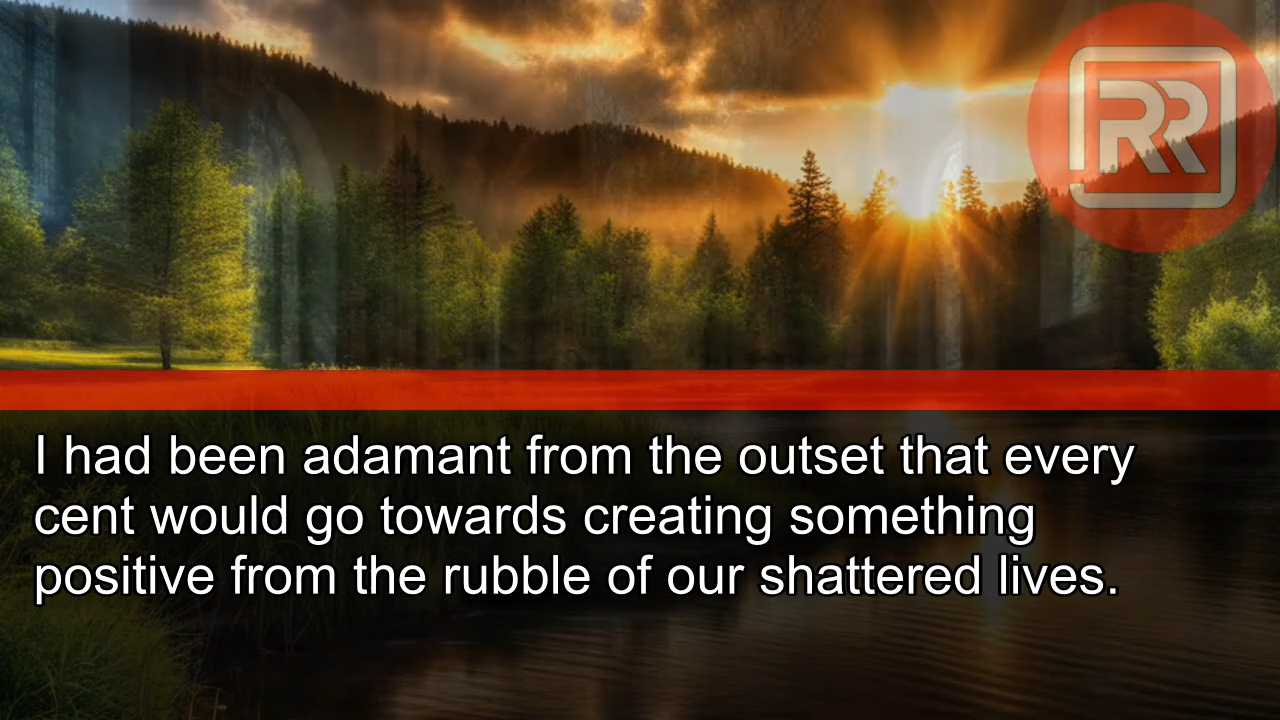 RR
I had been adamant from the outset that every
cent would go towards creating something
positive from the rubble of our shattered lives.